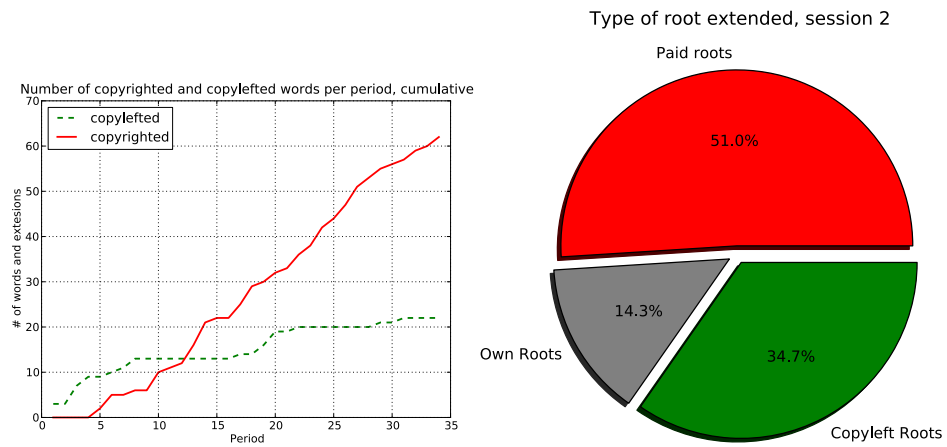 Number of copyrighted and copylefted words per period, cumulative
70
60
50
40
30
20
10
0
# of words and extesions
copylefted
copyrighted
0 5 10 15 20 25 30 35
Period
Type of root extended, session 2
Paid roots
51.0%
14.3%
Own Roots
34.7%
Copyleft Roots